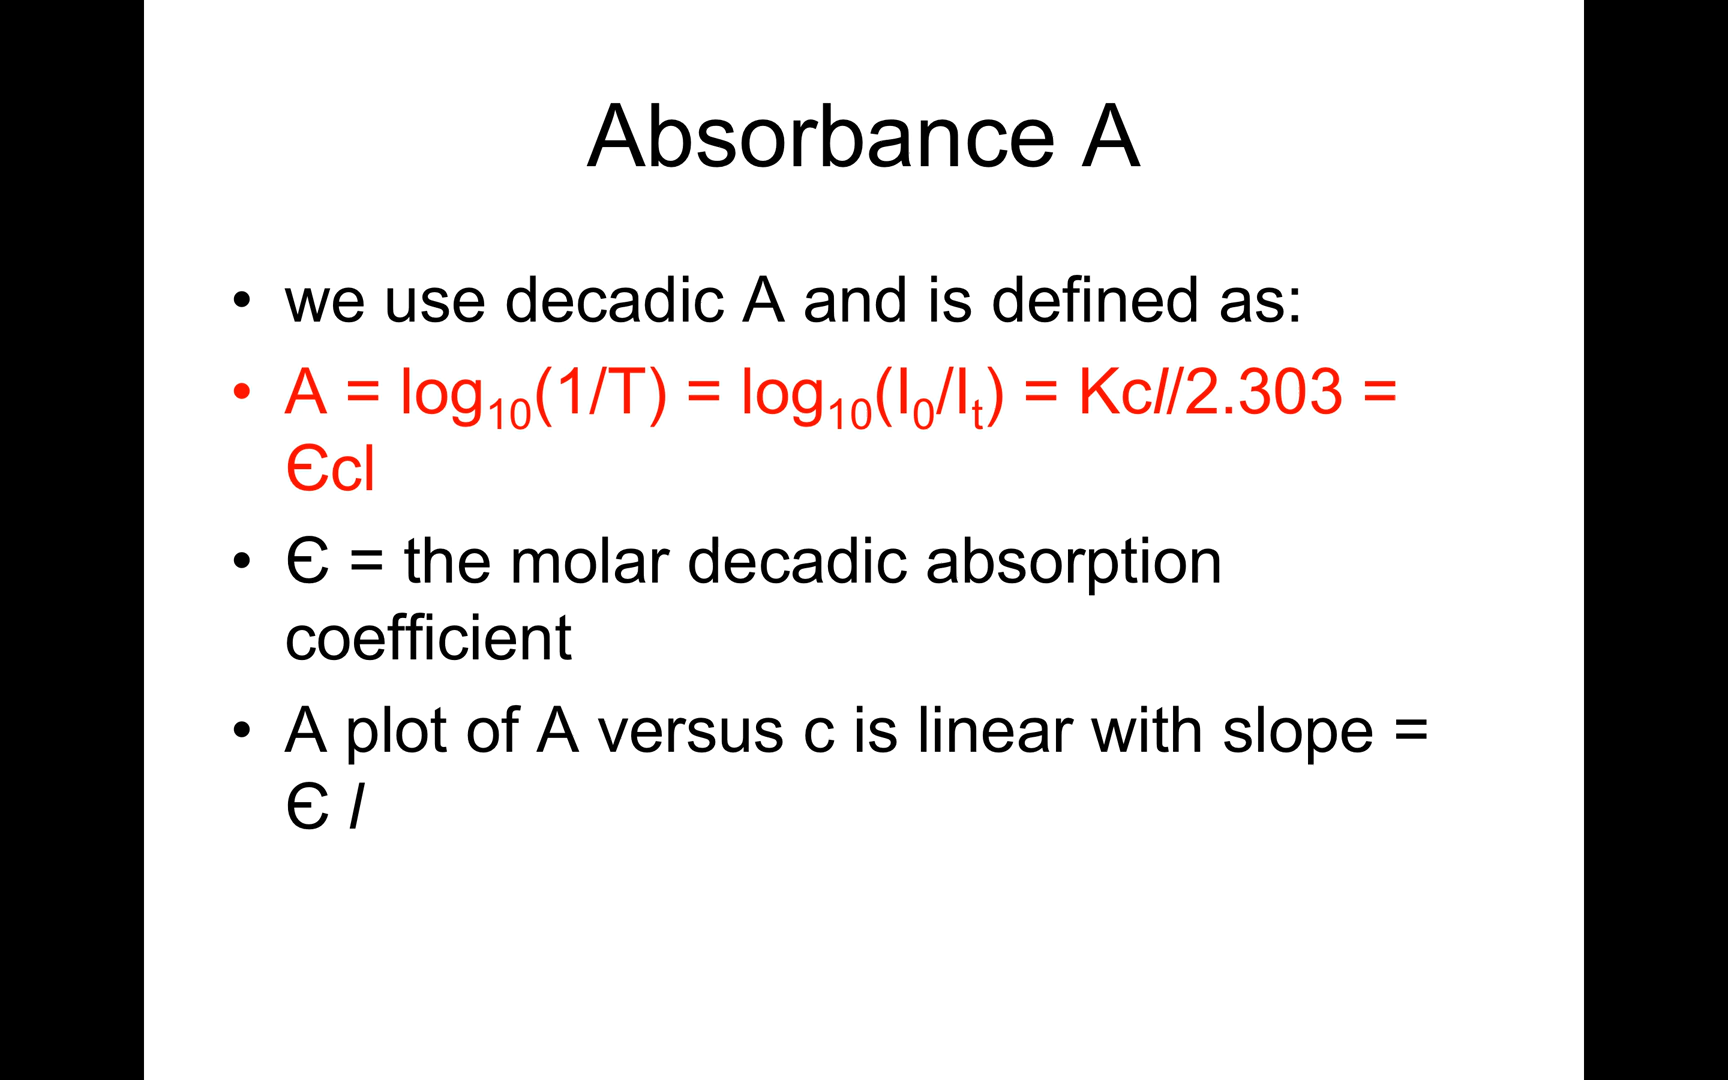 Absorbance A
• we use decadic A and is defined as:
• A = log₁₀(1/T) = log₁₀(I₀/Iₜ) = Kcl/2.303 =
Єcl
• Є = the molar decadic absorption
coefficient
• A plot of A versus c is linear with slope =
Є l